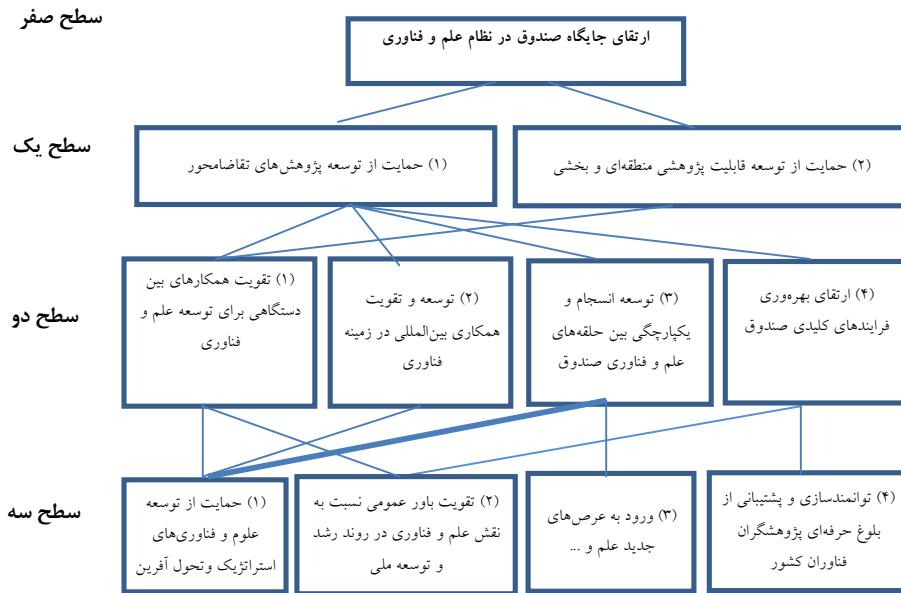 سطح صفر
ارتقای جایگاه صندوق در نظام علم و فناوری
سطح یک
(۱) حمایت از توسعه پژوهش‌های تقاضامحور
(۲) حمایت از توسعه قابلیت پژوهشی منطقه‌ای و بخشی
سطح دو
(۱) تقویت همکارهای بین
دستگاهی برای توسعه علم و
فناوری
(۲) توسعه و تقویت
همکاری بین‌المللی در زمینه
فناوری
(۳) توسعه انسجام و
یکپارچگی بین حلقه‌های
علم و فناوری صندوق
(۴) ارتقای بهره‌وری
فرایندهای کلیدی صندوق
سطح سه
(۱) حمایت از توسعه
علوم و فناوری‌های
استراتژیک وتحول آفرین
(۲) تقویت باور عمومی نسبت به
نقش علم و فناوری در روند رشد
و توسعه ملی
(۳) ورود به عرص‌های
جدید علم و ...
(۴) توانمندسازی و پشتیبانی از
بلوغ حرفه‌ای پژوهشگران
فناوران کشور